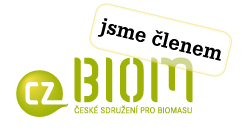 jsme členem
CZ BIOM
ČESKÉ SDRUŽENÍ PRO BIOMASU